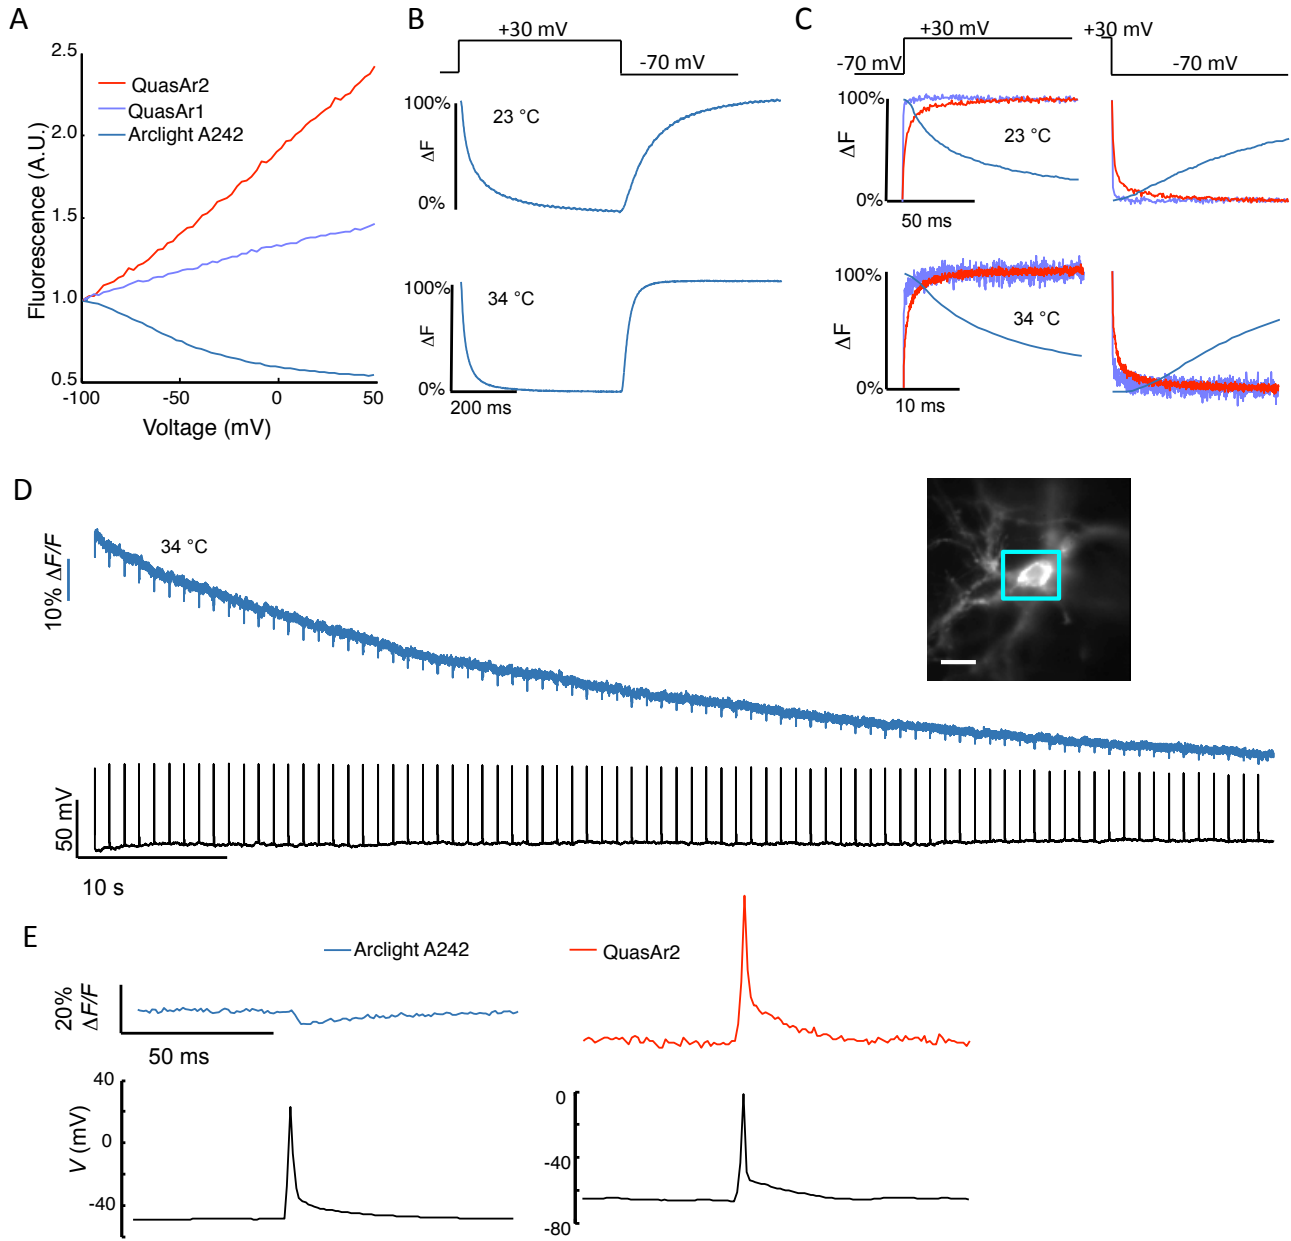 A
2.5
2.0
1.5
1.0
0.5
Fluorescence (A.U.)
QuasAr2
QuasAr1
Arclight A242
-100
-50
0
50
Voltage (mV)
B
+30 mV
-70 mV
100%
ΔF
0%
23 °C
100%
ΔF
0%
34 °C
200 ms
C
-70 mV
+30 mV
+30 mV
-70 mV
100%
ΔF
0%
23 °C
50 ms
100%
ΔF
0%
34 °C
10 ms
D
10% ΔF/F
34 °C
50 mV
10 s
E
Arclight A242
QuasAr2
20%
ΔF/F
50 ms
40
0
-40
V (mV)
0
-40
-80